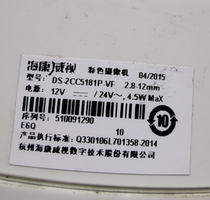 海康威视 彩色摄像机 04/2015
型号: DS-2CC5181P-VF 2.8-12mm
电源: 12V⎓ / 24V~, 4.5W MaX
序列号: 510091290
E6Q 10
产品执行标准: Q330106L701358-2014
杭州海康威视数字技术股份有限公司
10